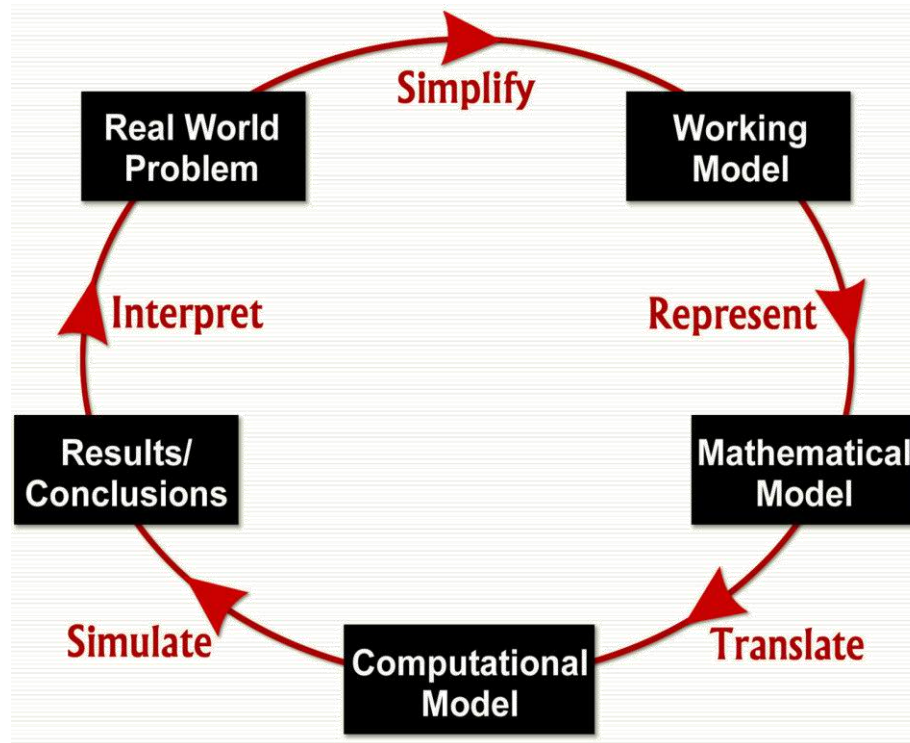 Simplify
Real World
Problem
Working
Model
Interpret
Represent
Results/
Conclusions
Mathematical
Model
Simulate
Translate
Computational
Model